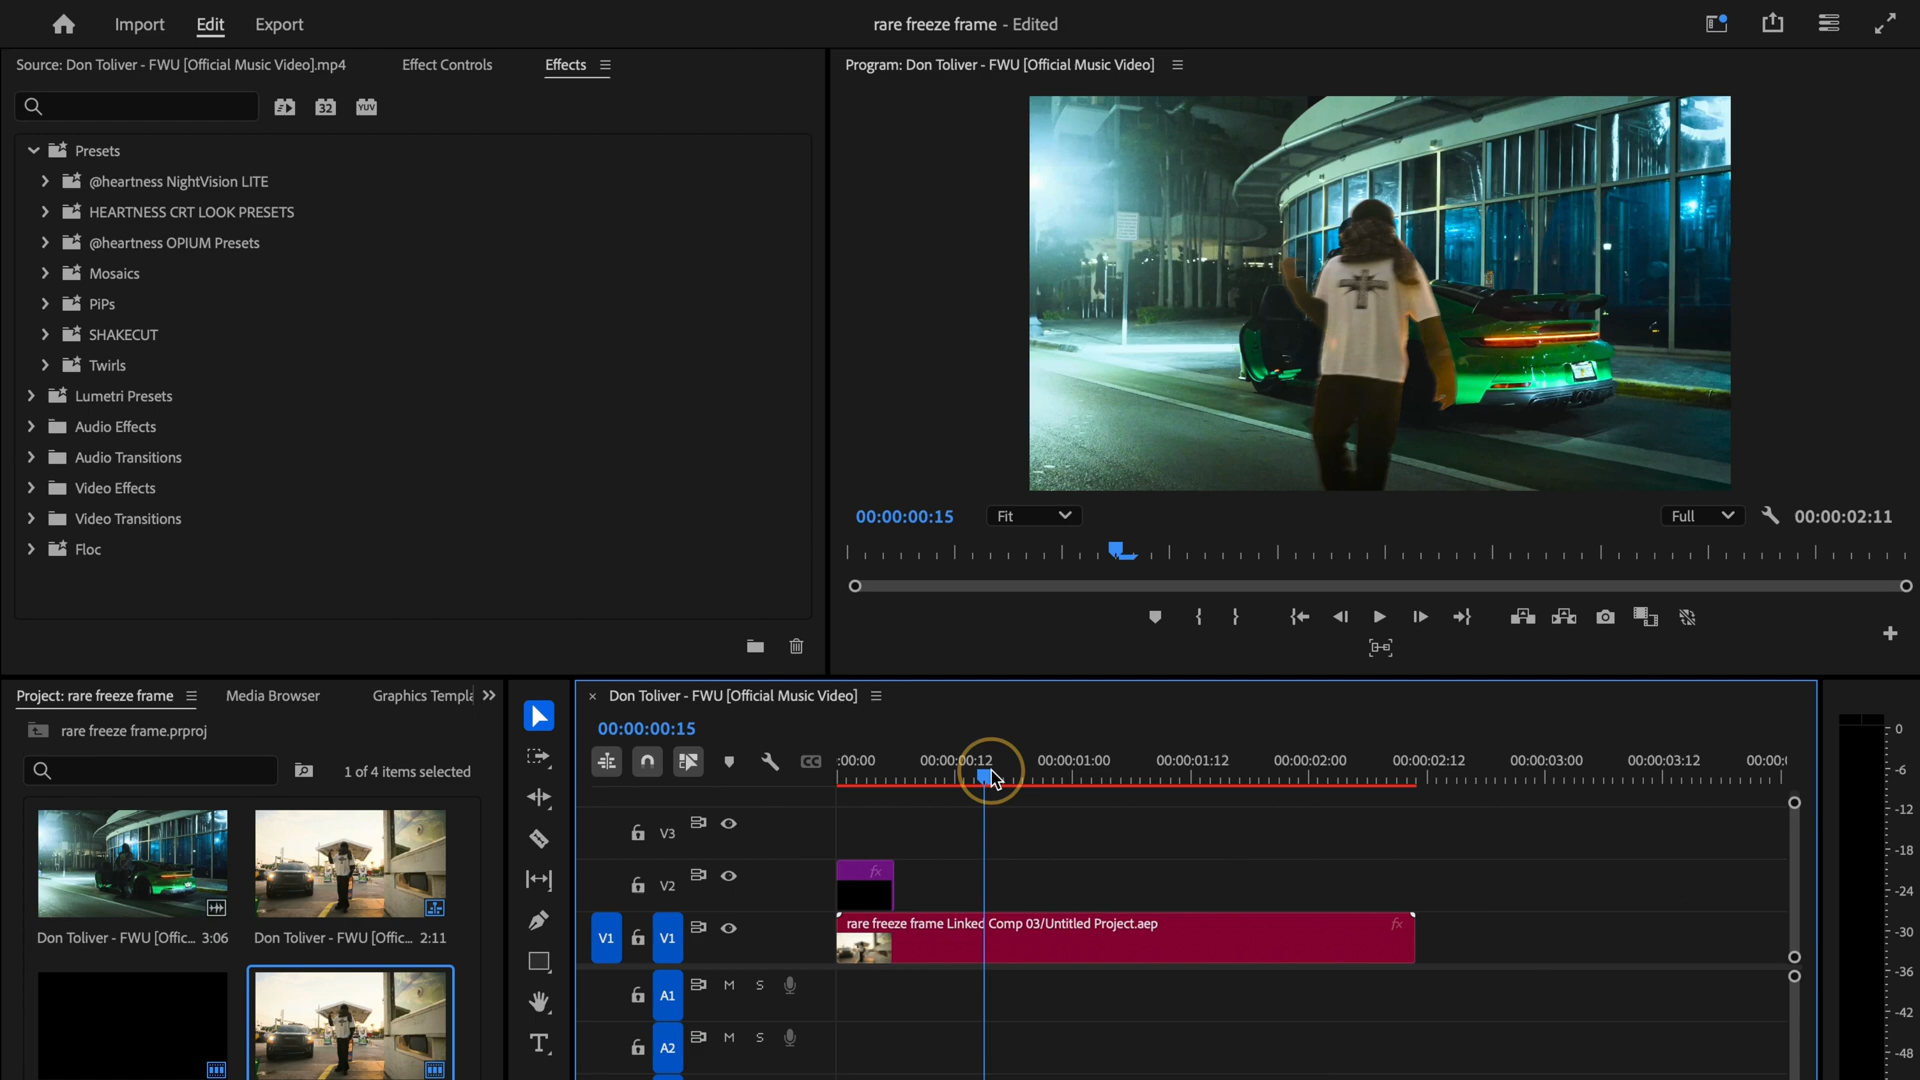 Import
Edit
Export
rare freeze frame - Edited
Source: Don Toliver - FWU [Official Music Video].mp4
Effect Controls
Effects
32
YUV
Presets
@heartness NightVision LITE
HEARTNESS CRT LOOK PRESETS
@heartness OPIUM Presets
Mosaics
PiPs
SHAKECUT
Twirls
Lumetri Presets
Audio Effects
Audio Transitions
Video Effects
Video Transitions
Floc
Program: Don Toliver - FWU [Official Music Video]
00:00:00:15
Fit
Full
00:00:02:11
Project: rare freeze frame
Media Browser
Graphics Templa
rare freeze frame.prproj
1 of 4 items selected
Don Toliver - FWU [Offic... 3:06
Don Toliver - FWU [Offic... 2:11
T
Don Toliver - FWU [Official Music Video]
00:00:00:15
CC
:00:00
00:00:00:12
00:00:01:00
00:00:01:12
00:00:02:00
00:00:02:12
00:00:03:00
00:00:03:12
00:00:
V3
V2
fx
V1
V1
rare freeze frame Linked Comp 03/Untitled Project.aep
fx
A1
M
S
A2
M
S
0
-6
-12
-18
-24
-30
-36
-42
-48